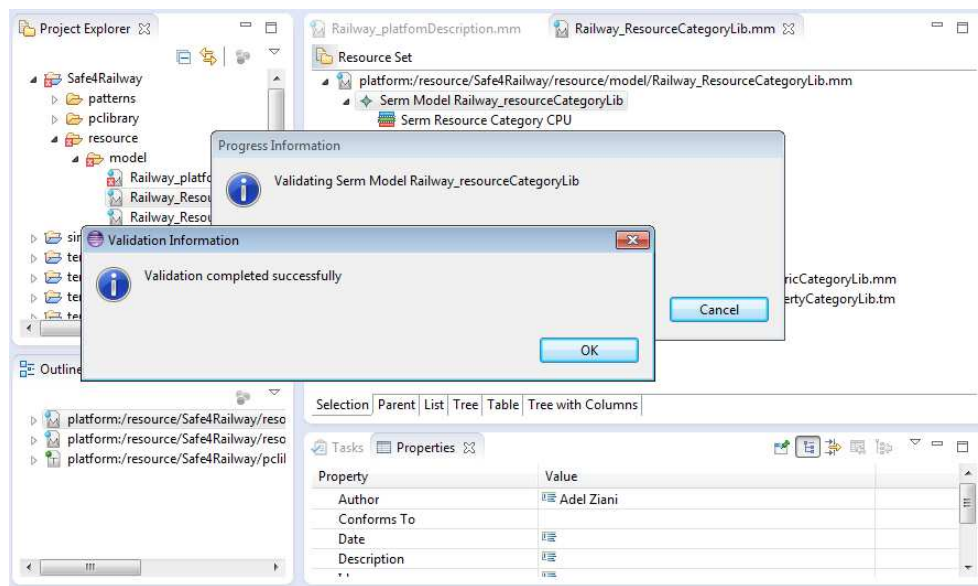 Project Explorer
Safe4Railway
patterns
pclibrary
resource
model
Railway_platfo
Railway_Resou
Railway_Resou
sir
te
te
te
Outline
platform:/resource/Safe4Railway/reso
platform:/resource/Safe4Railway/reso
platform:/resource/Safe4Railway/pclil
Railway_platfomDescription.mm
Railway_ResourceCategoryLib.mm
Resource Set
platform:/resource/Safe4Railway/resource/model/Railway_ResourceCategoryLib.mm
Serm Model Railway_resourceCategoryLib
Serm Resource Category CPU
Progress Information
Validating Serm Model Railway_resourceCategoryLib
Cancel
Validation Information
Validation completed successfully
OK
ricCategoryLib.mm
ertyCategoryLib.tm
Selection Parent List Tree Table Tree with Columns
Tasks Properties
Property Value
Author Adel Ziani
Conforms To
Date
Description